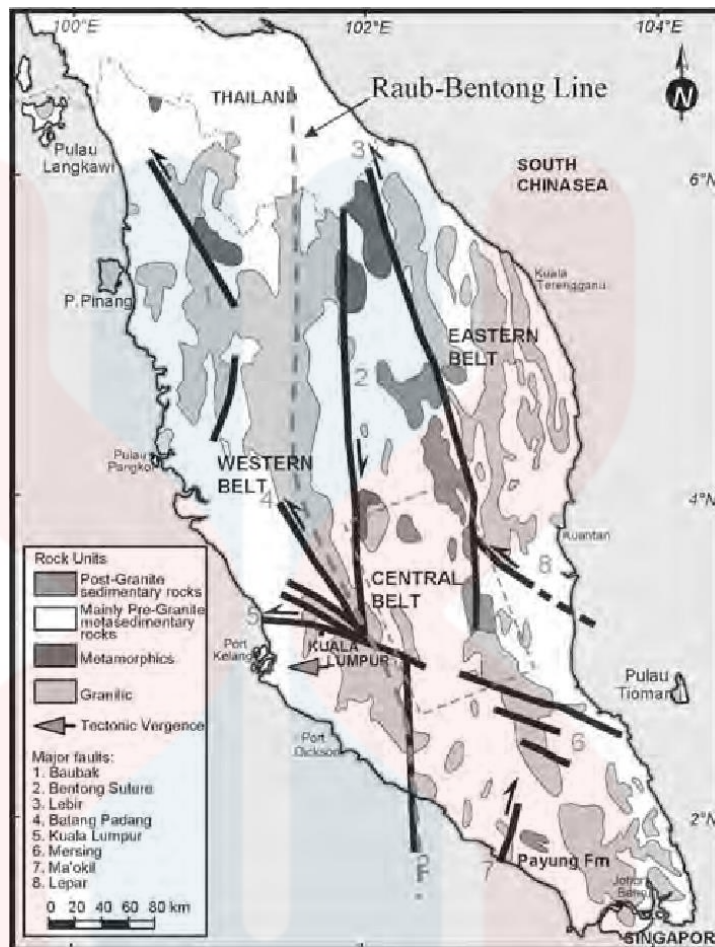 100°E
102°E
104°E
THAILAND
Raub-Bentong Line
N
Pulau
Langkawi
3
SOUTH
CHINASEA
6°N
P.Pinang
Kuala
Terengganu
EASTERN
BELT
2
Pulau
Pangkor
WESTERN
BELT
4
4°N
Kuantan
8
CENTRAL
BELT
5
KUALA
LUMPUR
Port
Kelang
Pulau
Tioman
Port
Dickson
6
2°N
7
Payung Fm
Johor
Bahru
SINGAPORE
Rock Units
Post-Granite
sedimentary rocks
Mainly Pre-Granite
metasedimentary
rocks
Metamorphics
Granitic
Tectonic Vergence
Major faults:
1. Baubak
2. Bentong Suture
3. Lebir
4. Batang Padang
5. Kuala Lumpur
6. Mersing
7. Ma'okil
8. Lepar
0 20 40 60 80 km